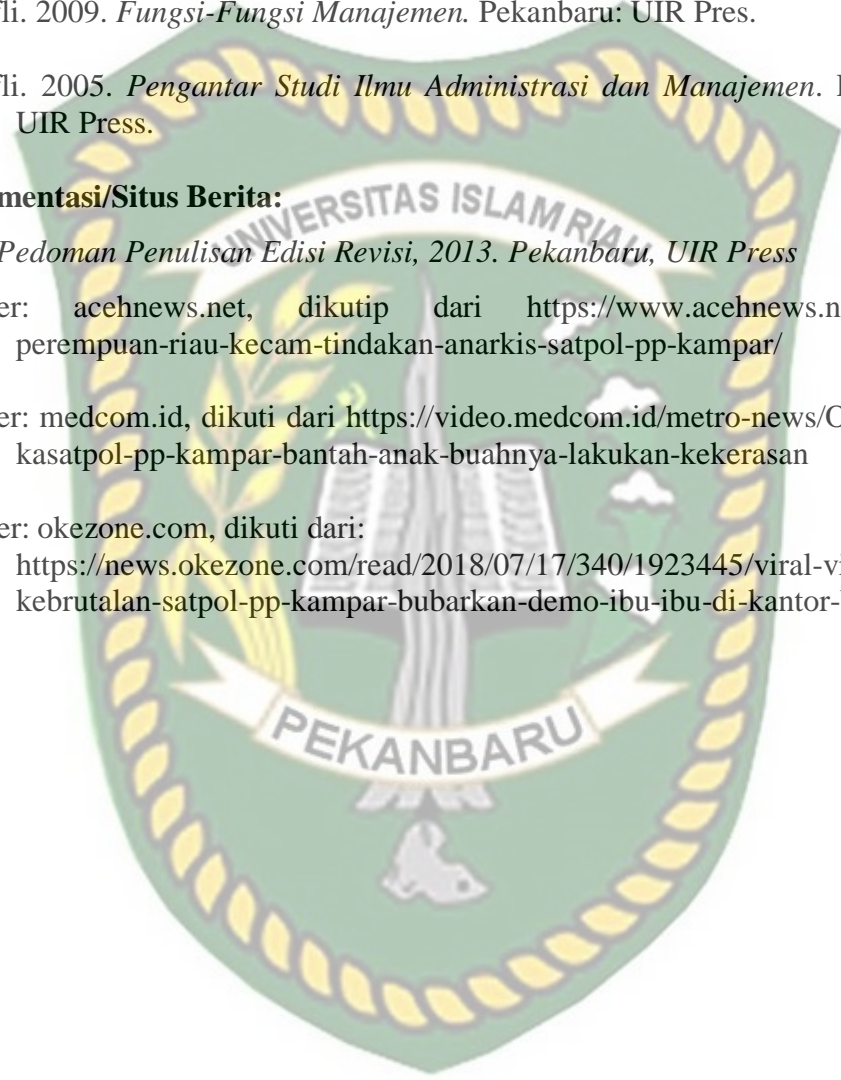 fli. 2009. Fungsi-Fungsi Manajemen. Pekanbaru: UIR Pres.
fli. 2005. Pengantar Studi Ilmu Administrasi dan Manajemen.
UIR Press.
mentasi/Situs Berita:
UNIVERSITAS ISLAM RIAU
Pedoman Penulisan Edisi Revisi, 2013. Pekanbaru, UIR Press
er: acehnews.net, dikutip dari https://www.acehnews.n
perempuan-riau-kecam-tindakan-anarkis-satpol-pp-kampar/
er: medcom.id, dikuti dari https://video.medcom.id/metro-news/O
kasatpol-pp-kampar-bantah-anak-buahnya-lakukan-kekerasan
er: okezone.com, dikuti dari:
https://news.okezone.com/read/2018/07/17/340/1923445/viral-vi
kebrutalan-satpol-pp-kampar-bubarkan-demo-ibu-ibu-di-kantor-
PEKANBARU